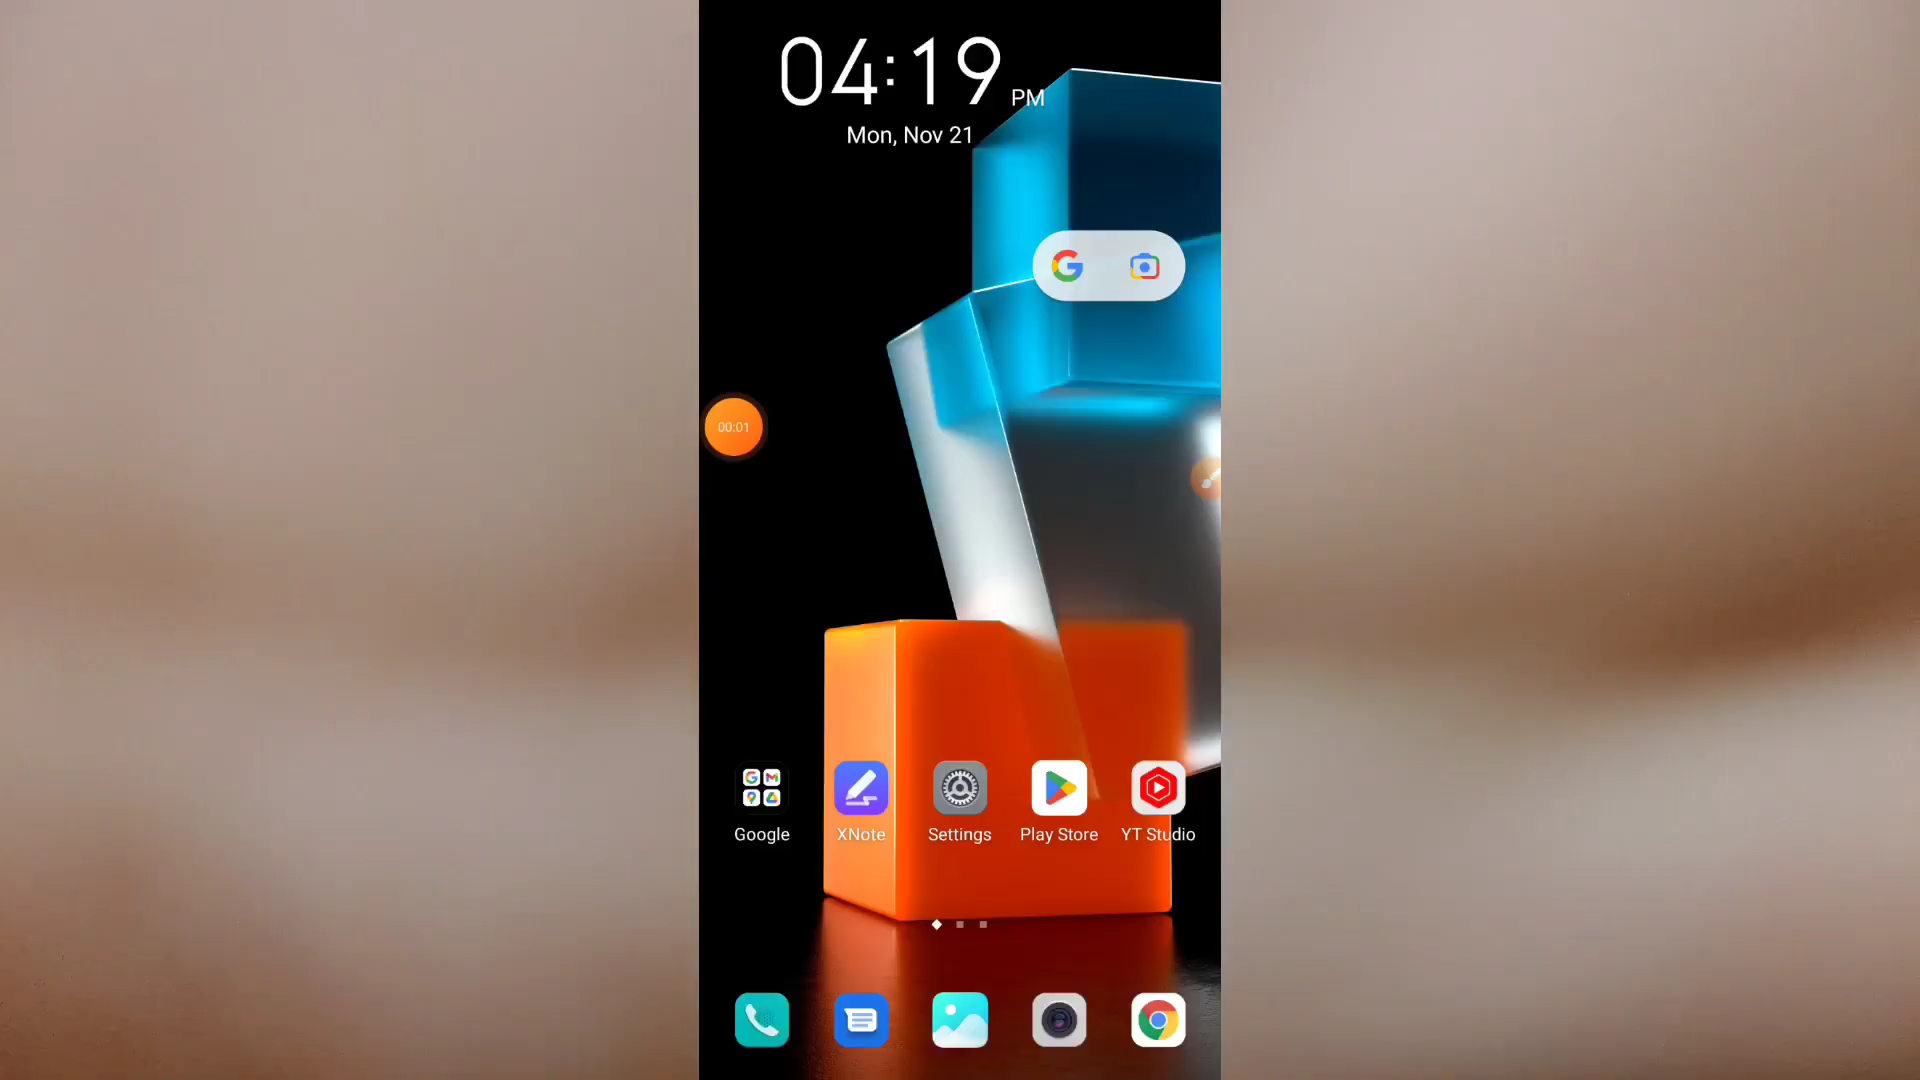 04:19 PM
Mon, Nov 21
00:01
Google
XNote
Settings
Play Store
YT Studio